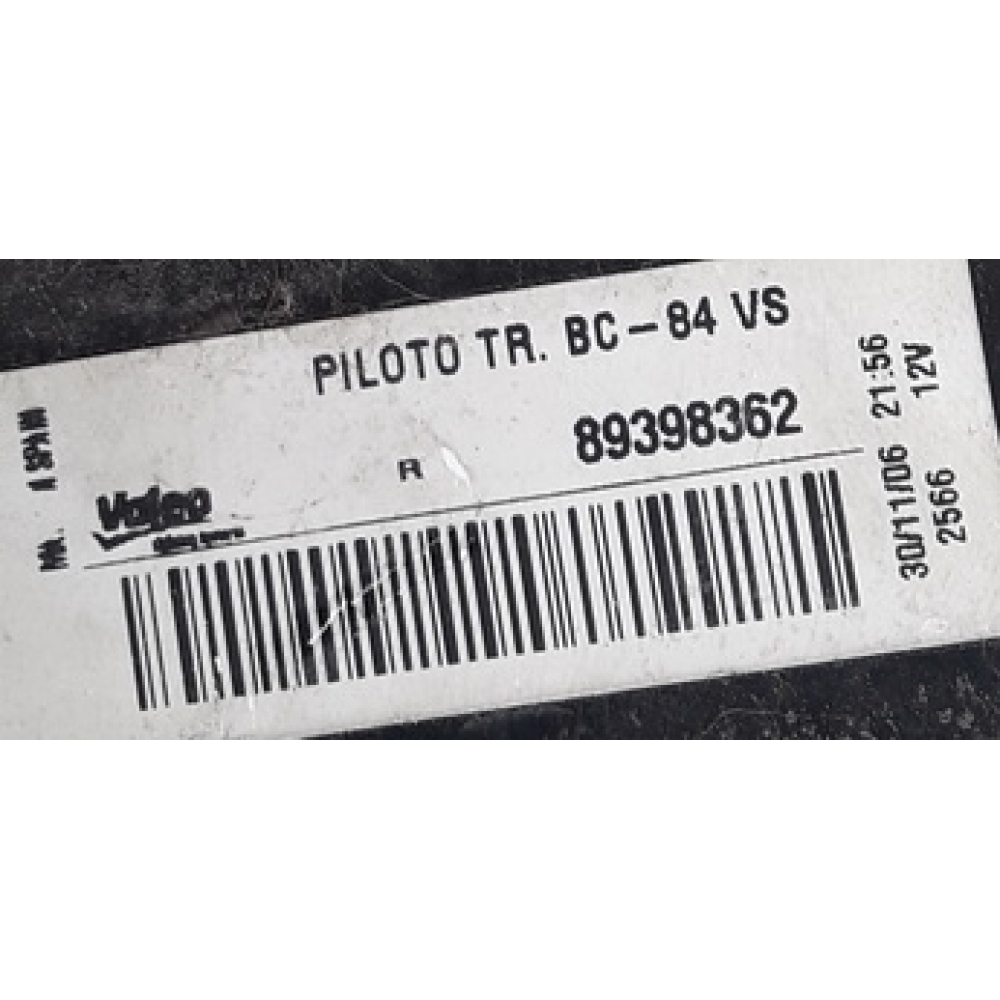 PILOTO TR. BC-84 VS
R 89398362
Valeo
30/11/06 21:56
2566 12V